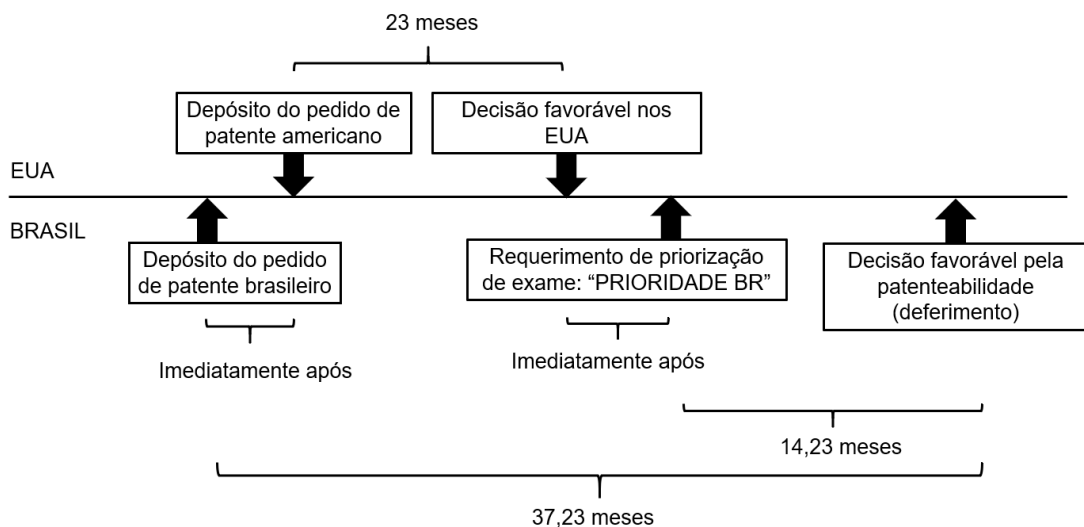 23 meses
Depósito do pedido de
patente americano
Decisão favorável nos
EUA
EUA
BRASIL
Depósito do pedido
de patente brasileiro
Requerimento de priorização
de exame: “PRIORIDADE BR”
Decisão favorável pela
patenteabilidade
(deferimento)
Imediatamente após
Imediatamente após
14,23 meses
37,23 meses